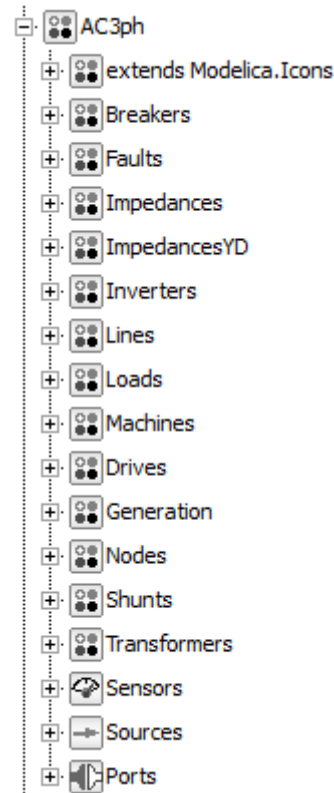 AC3ph
extends Modelica.Icons
Breakers
Faults
Impedances
ImpedancesYD
Inverters
Lines
Loads
Machines
Drives
Generation
Nodes
Shunts
Transformers
Sensors
Sources
Ports